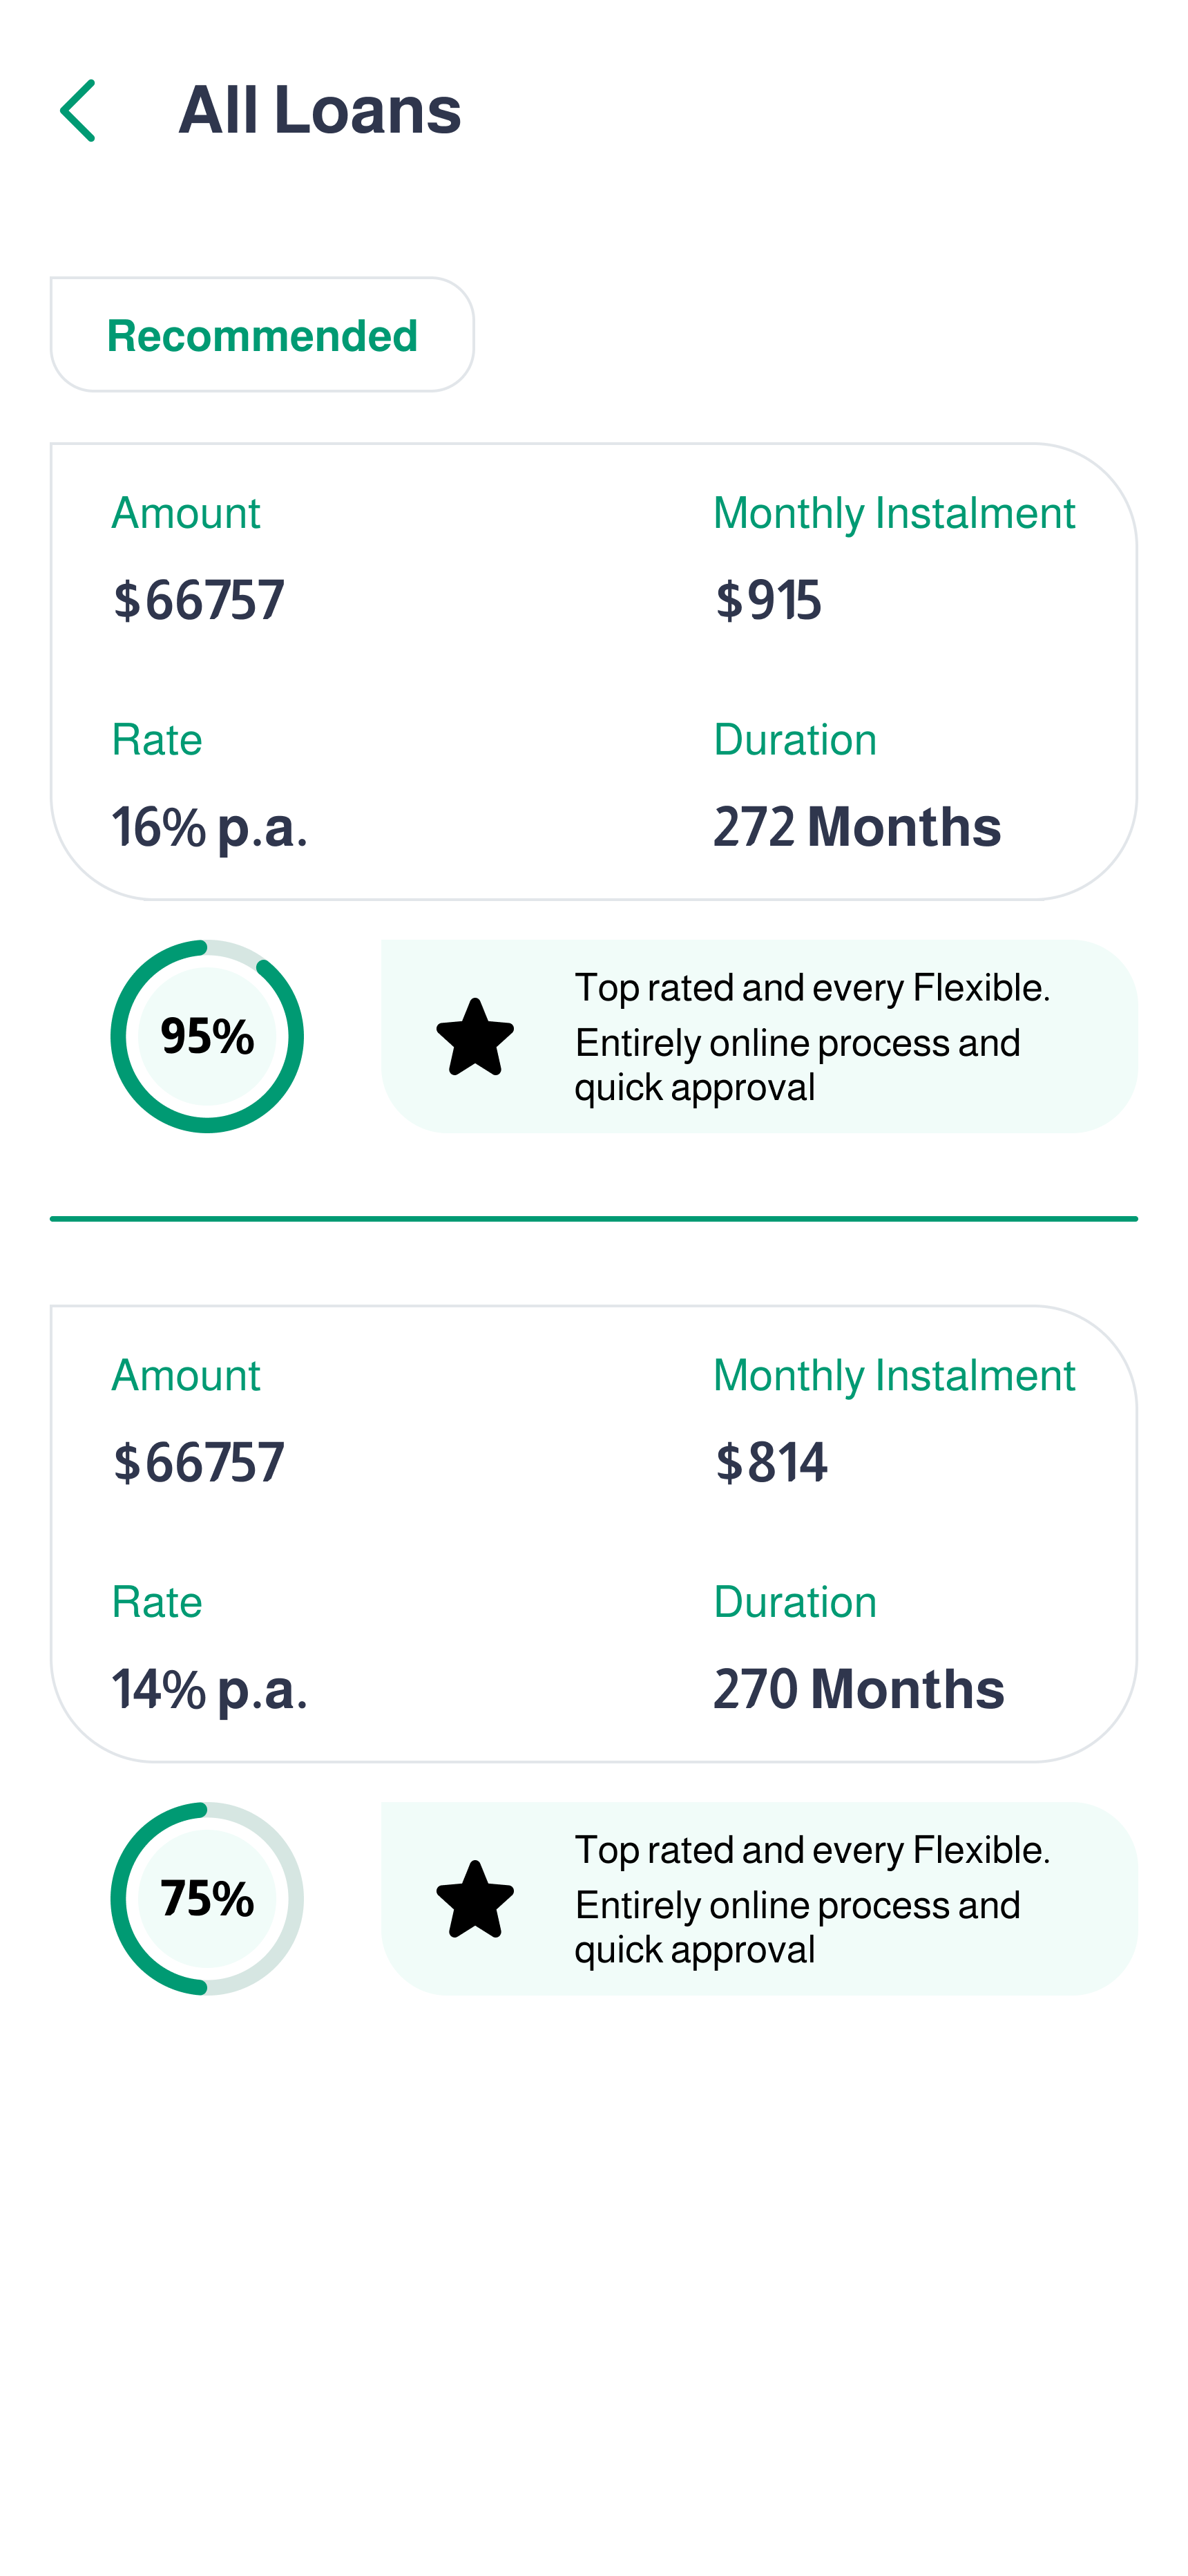 All Loans
Recommended
Amount
Monthly Instalment
$66757
$915
Rate
Duration
16% p.a.
272 Months
95%
Top rated and every Flexible.
Entirely online process and
quick approval
Amount
Monthly Instalment
$66757
$814
Rate
Duration
14% p.a.
270 Months
75%
Top rated and every Flexible.
Entirely online process and
quick approval